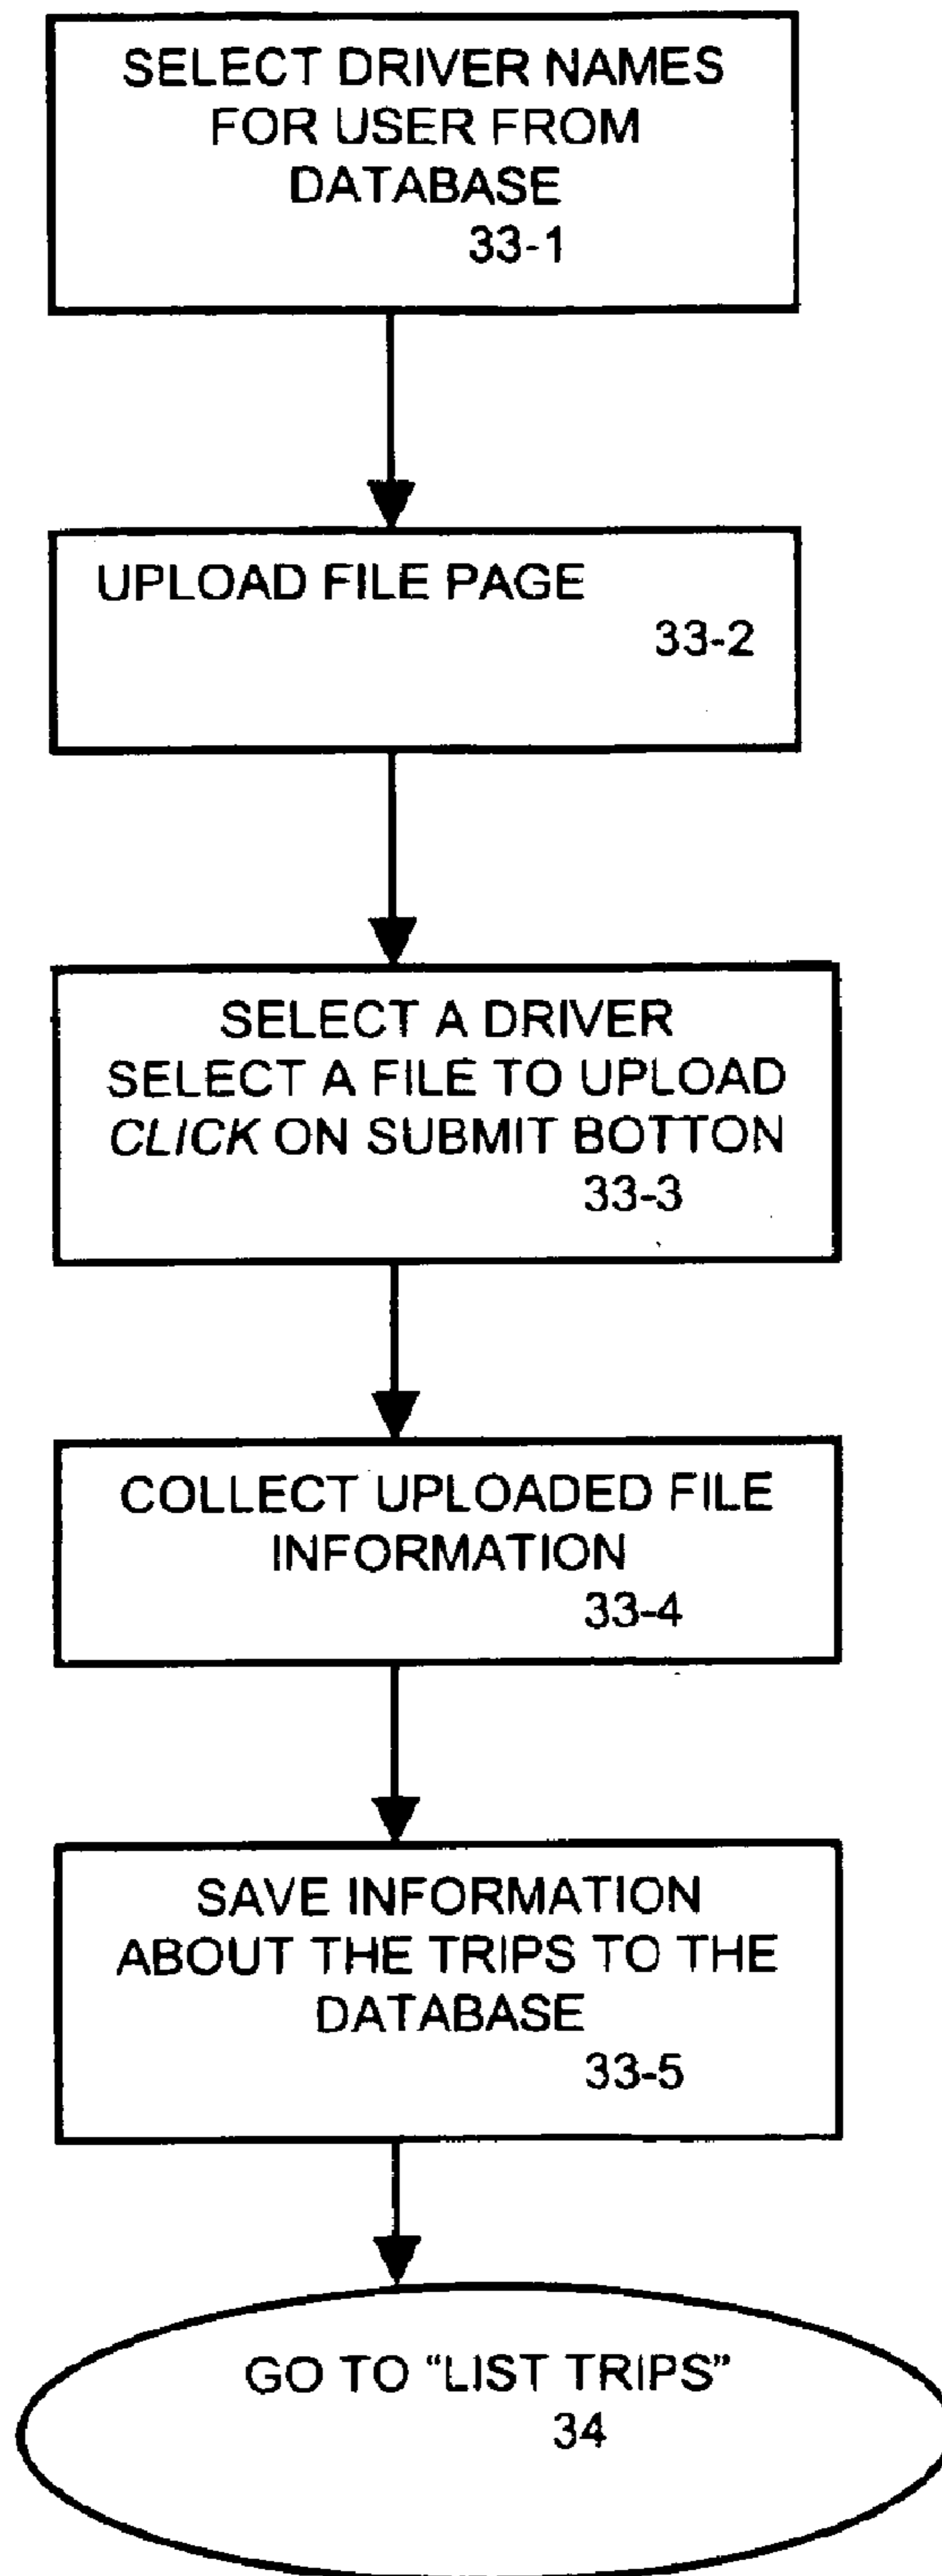 SELECT DRIVER NAMES
FOR USER FROM
DATABASE
33-1
UPLOAD FILE PAGE
33-2
SELECT A DRIVER
SELECT A FILE TO UPLOAD
CLICK ON SUBMIT BOTTON
33-3
COLLECT UPLOADED FILE
INFORMATION
33-4
SAVE INFORMATION
ABOUT THE TRIPS TO THE
DATABASE
33-5
GO TO “LIST TRIPS”
34